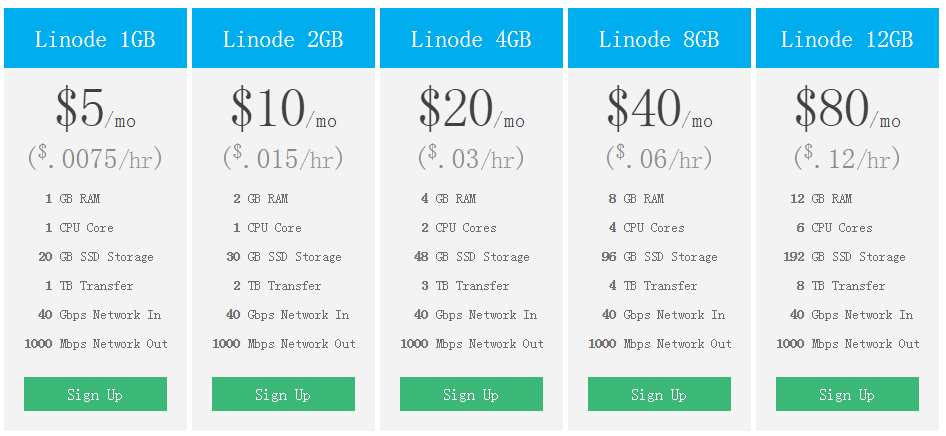 Linode 1GB
$5/mo
($.0075/hr)
1 GB RAM
1 CPU Core
20 GB SSD Storage
1 TB Transfer
40 Gbps Network In
1000 Mbps Network Out
Sign Up
Linode 2GB
$10/mo
($.015/hr)
2 GB RAM
1 CPU Core
30 GB SSD Storage
2 TB Transfer
40 Gbps Network In
1000 Mbps Network Out
Sign Up
Linode 4GB
$20/mo
($.03/hr)
4 GB RAM
2 CPU Cores
48 GB SSD Storage
3 TB Transfer
40 Gbps Network In
1000 Mbps Network Out
Sign Up
Linode 8GB
$40/mo
($.06/hr)
8 GB RAM
4 CPU Cores
96 GB SSD Storage
4 TB Transfer
40 Gbps Network In
1000 Mbps Network Out
Sign Up
Linode 12GB
$80/mo
($.12/hr)
12 GB RAM
6 CPU Cores
192 GB SSD Storage
8 TB Transfer
40 Gbps Network In
1000 Mbps Network Out
Sign Up